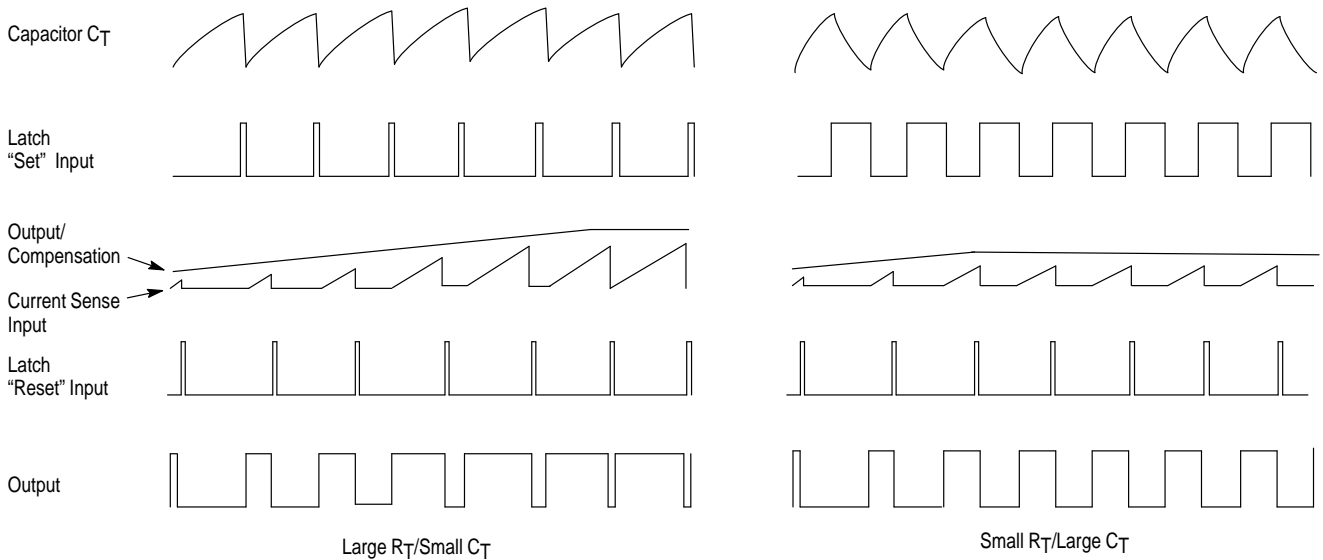 Capacitor CT
Latch
“Set” Input
Output/
Compensation
Current Sense
Input
Latch
“Reset” Input
Output
Large RT/Small CT
Small RT/Large CT